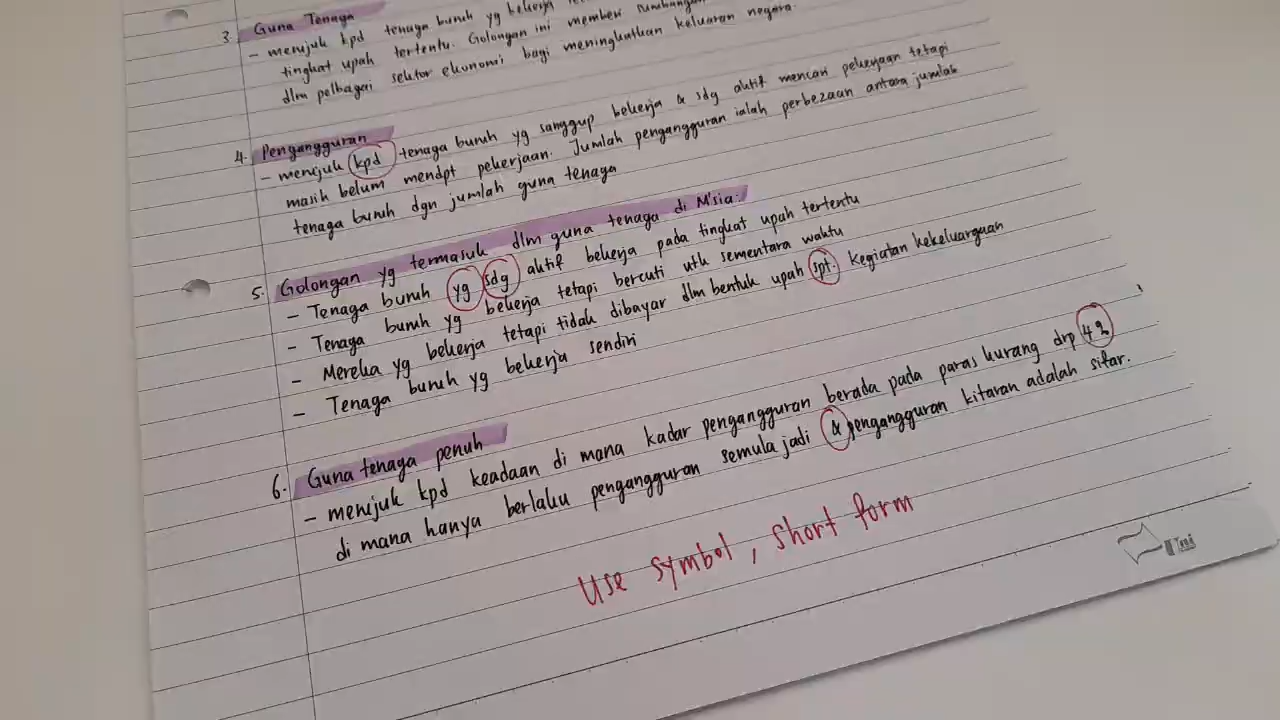 3. Guna Tenaga
- merujuk kpd tenaga buruh yg bekerja
tingkat upah tertentu. Golongan ini memberi sumbangan
dlm pelbagai sektor ekonomi bagi meningkatkan keluaran negara.
4. Pengangguran
- merujuk kpd tenaga buruh yg sanggup bekerja & sdg aktif mencari pekerjaan tetapi
masih belum mendpt pekerjaan. Jumlah pengangguran ialah perbezaan antara jumlah
tenaga buruh dgn jumlah guna tenaga
5. Golongan yg termasuk dlm guna tenaga di M'sia:
- Tenaga buruh yg sdg aktif bekerja pada tingkat upah tertentu
- Tenaga buruh yg bekerja tetapi bercuti utk sementara waktu
- Mereka yg bekerja tetapi tidak dibayar dlm bentuk upah spt. kegiatan kekeluargaan
- Tenaga buruh yg bekerja sendiri
6. Guna tenaga penuh
- merujuk kpd keadaan di mana kadar pengangguran berada pada paras kurang drp 4%
di mana hanya berlaku pengangguran semula jadi & pengangguran kitaran adalah sifar.
use symbol, short form